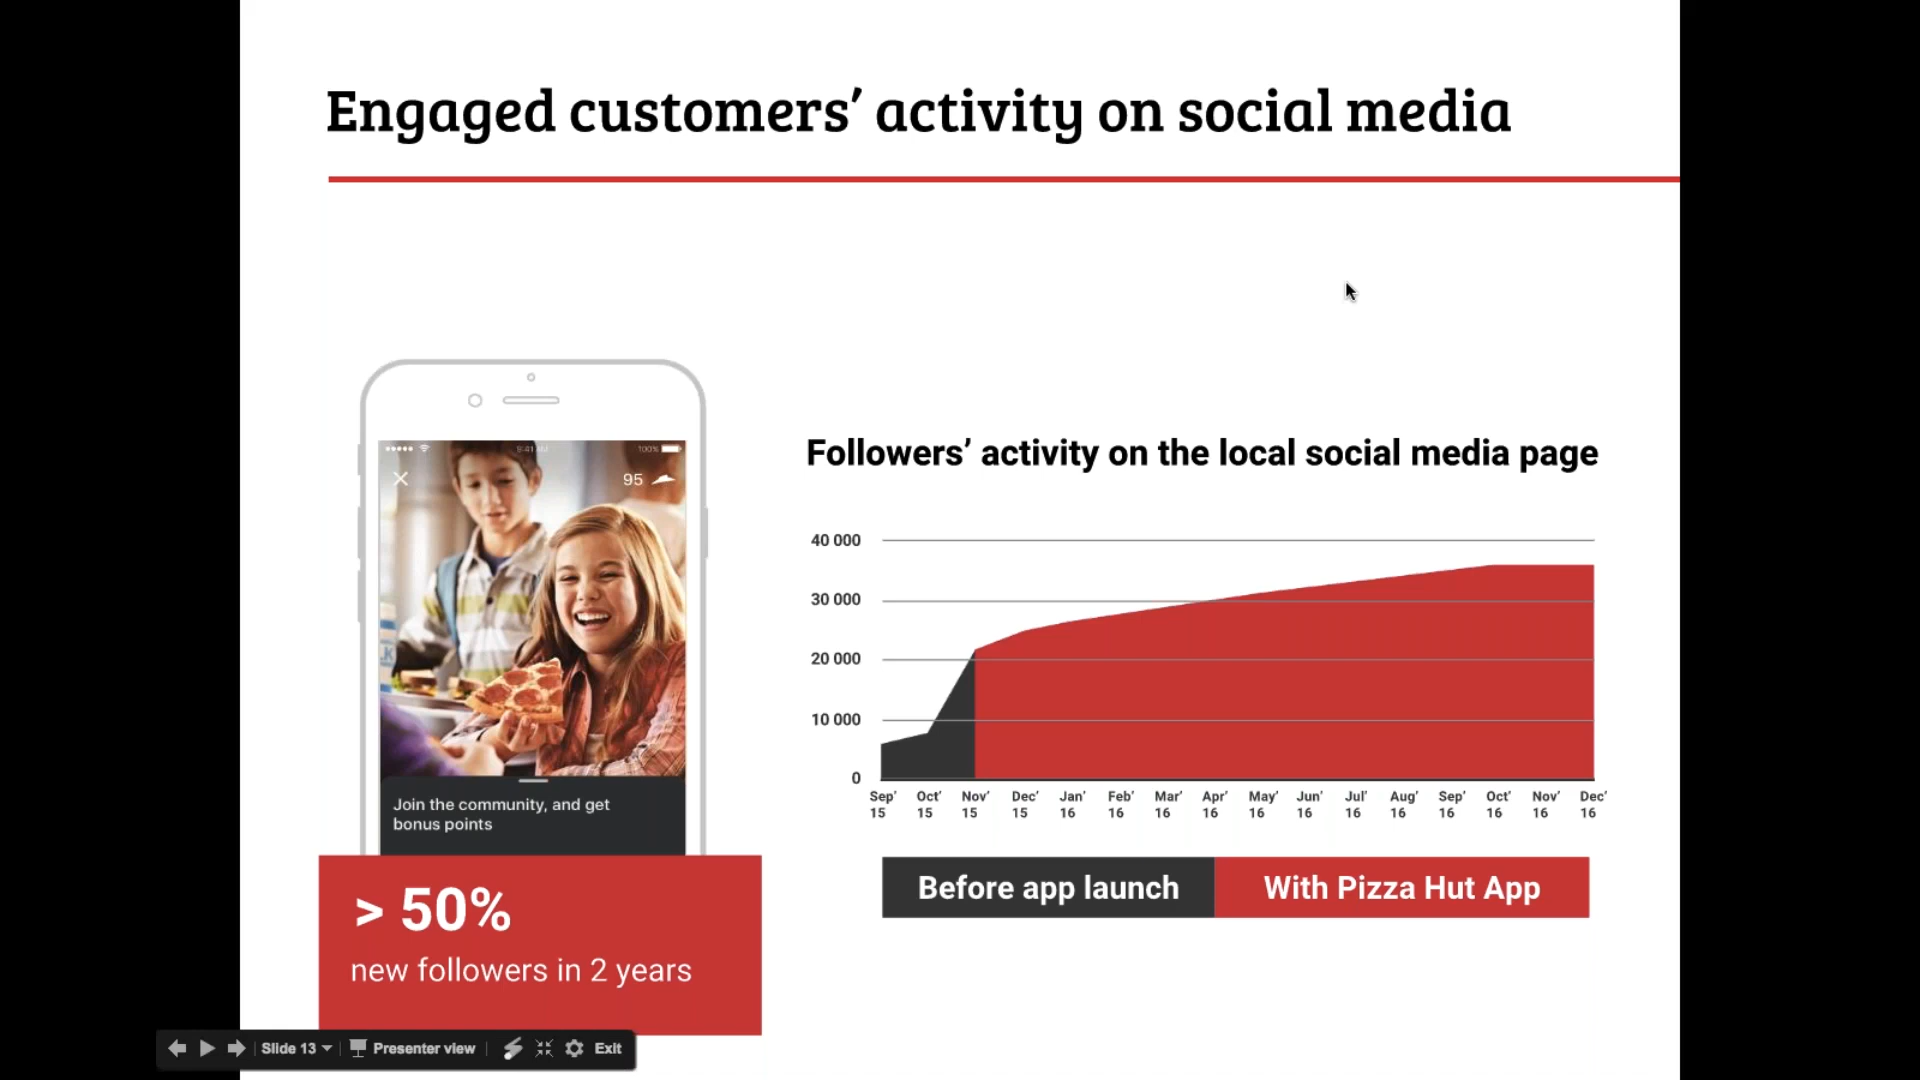 Engaged customers’ activity on social media
9:41 AM
100%
95
Join the community, and get
bonus points
> 50%
new followers in 2 years
Followers’ activity on the local social media page
40 000
30 000
20 000
10 000
0
Sep’ Oct’ Nov’ Dec’ Jan’ Feb’ Mar’ Apr’ May’ Jun’ Jul’ Aug’ Sep’ Oct’ Nov’ Dec’
15 15 15 15 16 16 16 16 16 16 16 16 16 16 16 16
Before app launch
With Pizza Hut App
Slide 13
Presenter view
Exit